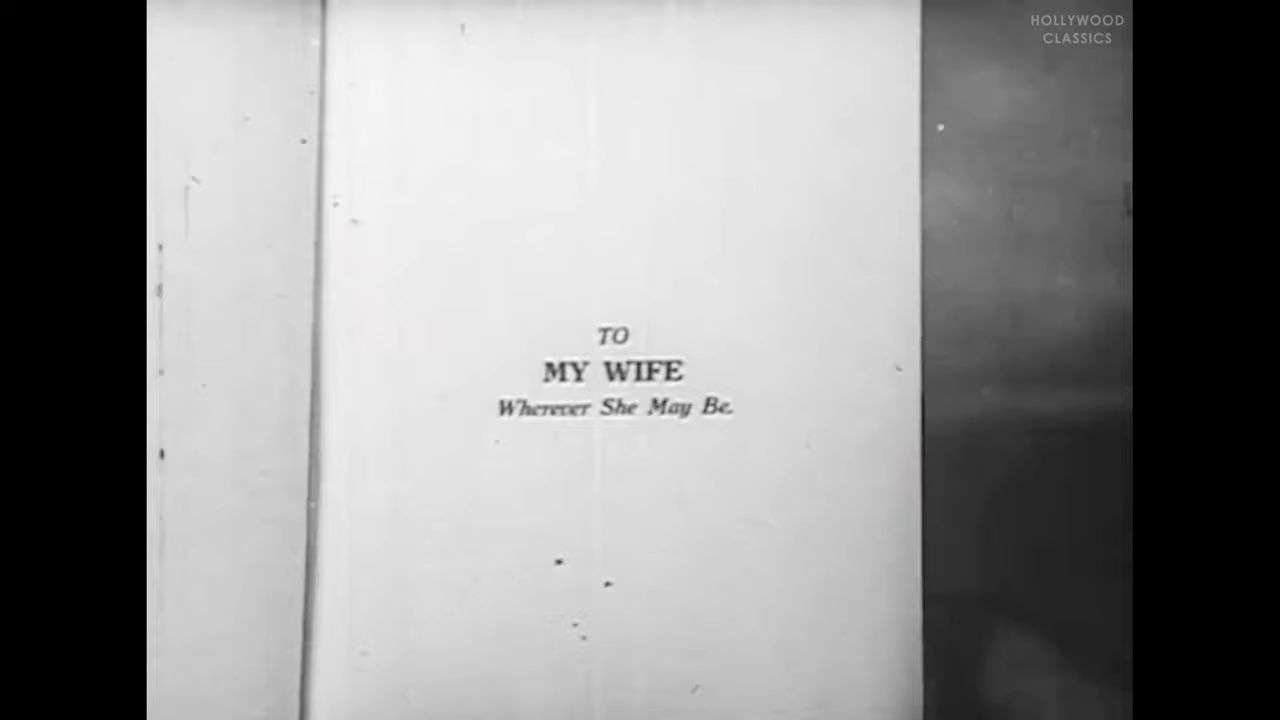 HOLLYWOOD
CLASSICS
TO
MY WIFE
Wherever She May Be.